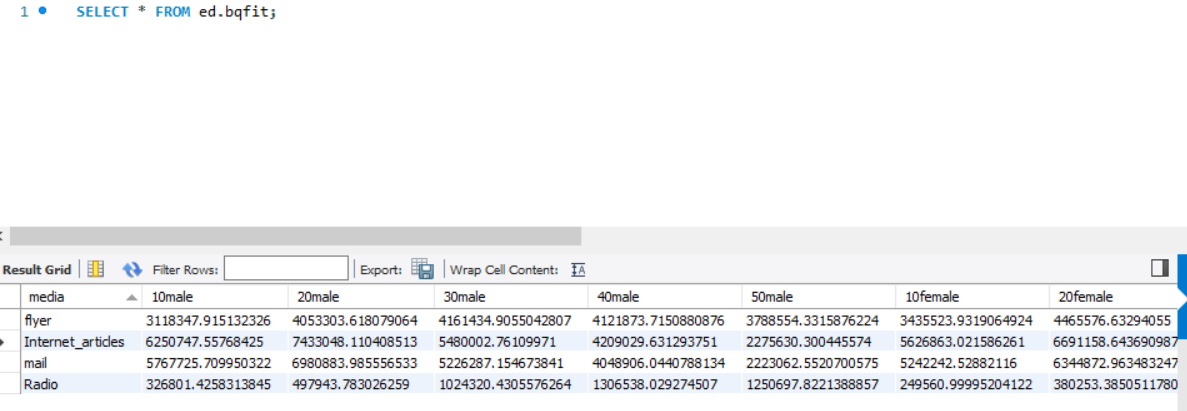 1 SELECT * FROM ed.bqfit;
Result Grid Filter Rows: Export: Wrap Cell Content:
media 10male 20male 30male 40male 50male 10female 20female
flyer 3118347.915132326 4053303.618079064 4161434.9055042807 4121873.7150880876 3788554.3315876224 3435523.9319064924 4465576.63294055
Internet_articles 6250747.55768425 7433048.110408513 5480002.76109971 4209029.631293751 2275630.300445574 5626863.021586261 6691158.643690987
mail 5767725.709950322 6980883.985556533 5226287.154673841 4048906.0440788134 2223062.5520700575 5242242.52882116 6344872.963483247
Radio 326801.4258313845 497943.783026259 1024320.4305576264 1306538.029274507 1250697.8221388857 249560.99995204122 380253.3850511780